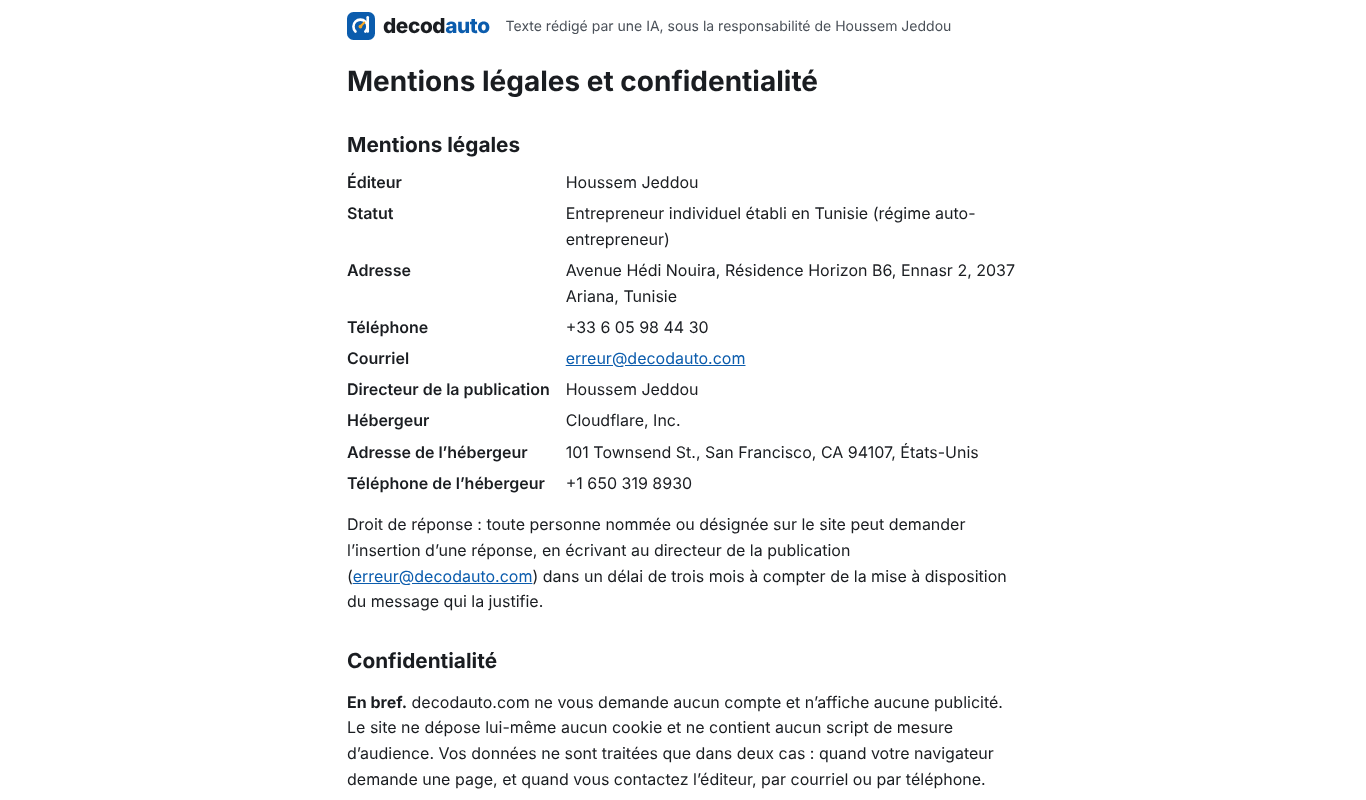 decodauto Texte rédigé par une IA, sous la responsabilité de Houssem Jeddou
Mentions légales et confidentialité
Mentions légales
Éditeur Houssem Jeddou
Statut Entrepreneur individuel établi en Tunisie (régime auto-
entrepreneur)
Adresse Avenue Hédi Nouira, Résidence Horizon B6, Ennasr 2, 2037
Ariana, Tunisie
Téléphone +33 6 05 98 44 30
Courriel erreur@decodauto.com
Directeur de la publication Houssem Jeddou
Hébergeur Cloudflare, Inc.
Adresse de l’hébergeur 101 Townsend St., San Francisco, CA 94107, États-Unis
Téléphone de l’hébergeur +1 650 319 8930
Droit de réponse : toute personne nommée ou désignée sur le site peut demander
l’insertion d’une réponse, en écrivant au directeur de la publication
(erreur@decodauto.com) dans un délai de trois mois à compter de la mise à disposition
du message qui la justifie.
Confidentialité
En bref. decodauto.com ne vous demande aucun compte et n’affiche aucune publicité.
Le site ne dépose lui-même aucun cookie et ne contient aucun script de mesure
d’audience. Vos données ne sont traitées que dans deux cas : quand votre navigateur
demande une page, et quand vous contactez l’éditeur, par courriel ou par téléphone.